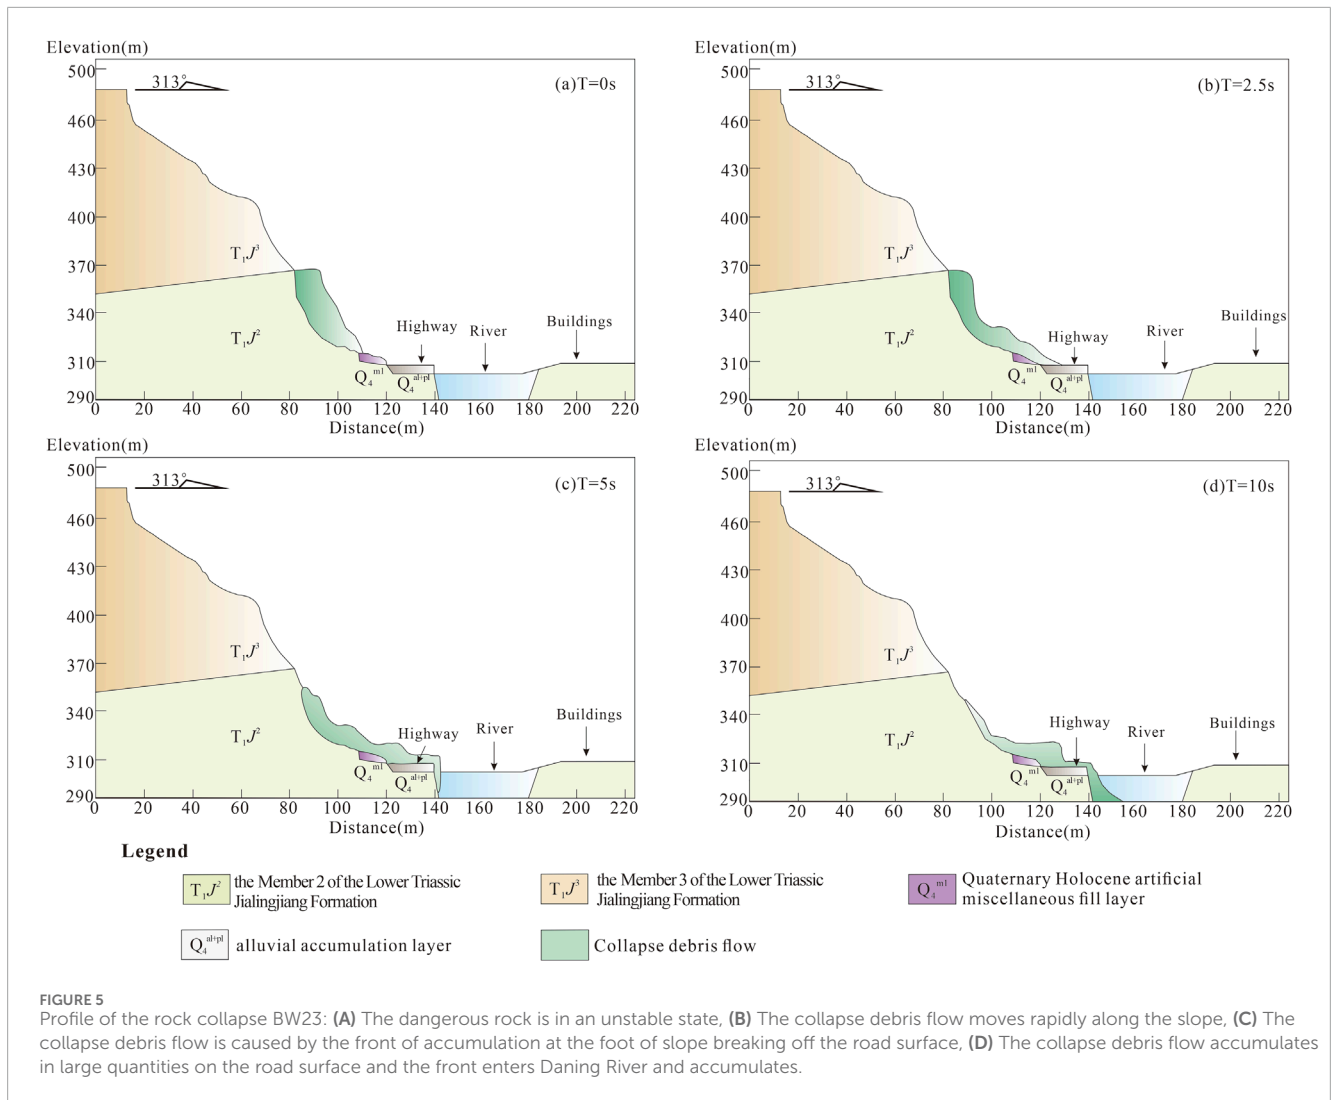 Elevation(m)
500
460
430
400
370
340
310
290
313°
(a)T=0s
T₁J³
T₁J²
Q₄ᵐˡ
Q₄ᵃˡ⁺ᵖˡ
Highway
River
Buildings
0 20 40 60 80 100 120 140 160 180 200 220
Distance(m)
Elevation(m)
500
460
430
400
370
340
310
290
313°
(b)T=2.5s
T₁J³
T₁J²
Q₄ᵐˡ
Q₄ᵃˡ⁺ᵖˡ
Highway
River
Buildings
0 20 40 60 80 100 120 140 160 180 200 220
Distance(m)
Elevation(m)
500
460
430
400
370
340
310
290
313°
(c)T=5s
T₁J³
T₁J²
Q₄ᵐˡ
Q₄ᵃˡ⁺ᵖˡ
Highway
River
Buildings
0 20 40 60 80 100 120 140 160 180 200 220
Distance(m)
Elevation(m)
500
460
430
400
370
340
310
290
313°
(d)T=10s
T₁J³
T₁J²
Q₄ᵐˡ
Q₄ᵃˡ⁺ᵖˡ
Highway
River
Buildings
0 20 40 60 80 100 120 140 160 180 200 220
Distance(m)
Legend
T₁J² the Member 2 of the Lower Triassic
Jialingjiang Formation
T₁J³ the Member 3 of the Lower Triassic
Jialingjiang Formation
Q₄ᵐˡ Quaternary Holocene artificial
miscellaneous fill layer
Q₄ᵃˡ⁺ᵖˡ alluvial accumulation layer
Collapse debris flow
FIGURE 5
Profile of the rock collapse BW23: (A) The dangerous rock is in an unstable state, (B) The collapse debris flow moves rapidly along the slope, (C) The
collapse debris flow is caused by the front of accumulation at the foot of slope breaking off the road surface, (D) The collapse debris flow accumulates
in large quantities on the road surface and the front enters Daning River and accumulates.